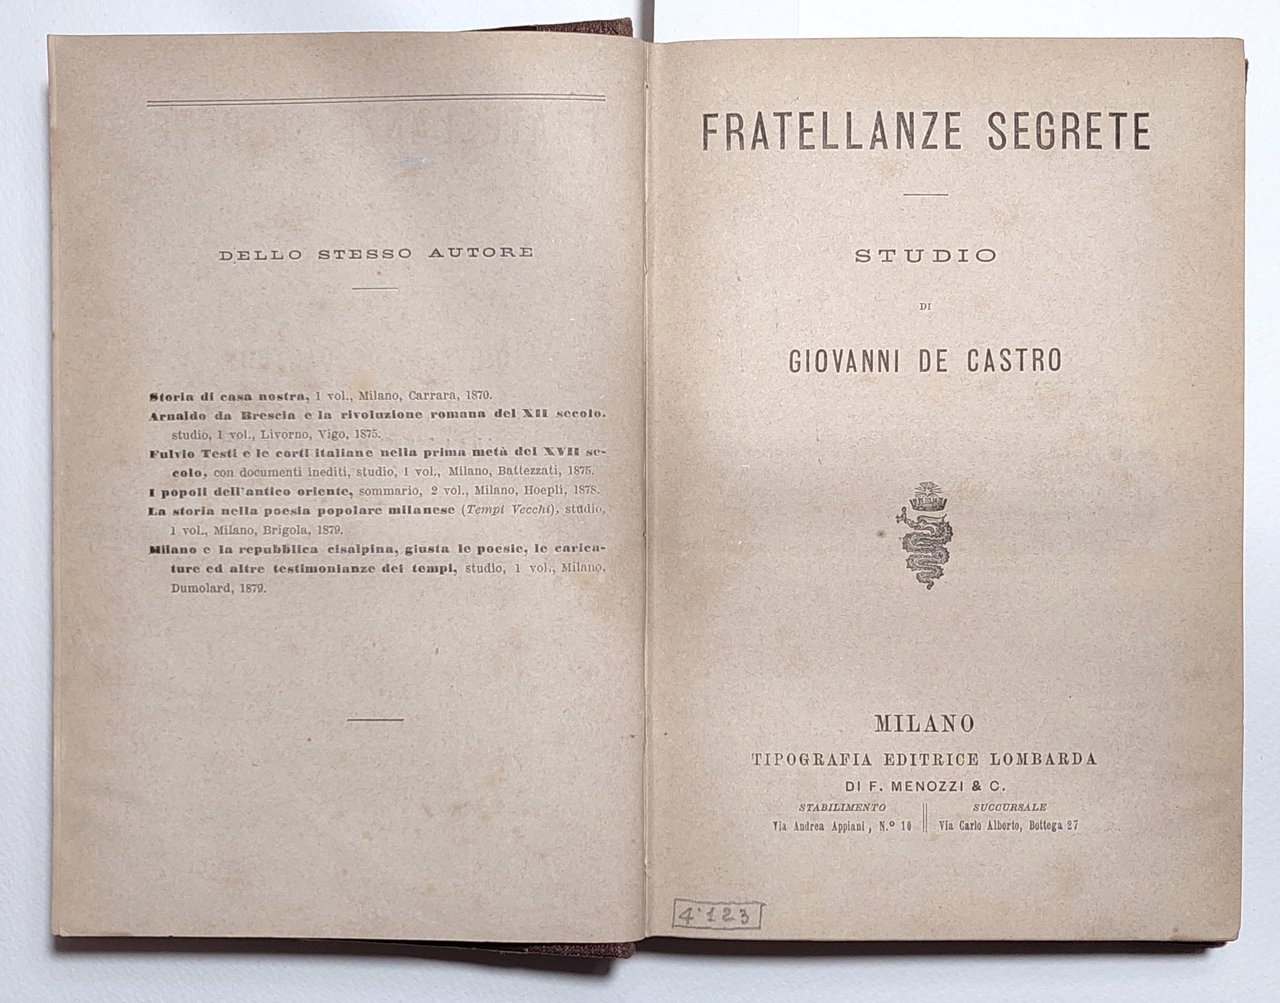 DELLO STESSO AUTORE
Storia di casa nostra, 1 vol., Milano, Carrara, 1870.
Arnaldo da Brescia e la rivoluzione romana del XII secolo.
studio, 1 vol., Livorno, Vigo, 1875.
Fulvio Testi e le corti italiane nella prima metà del XVII se-
colo, con documenti inediti, studio, 1 vol., Milano, Battezzati, 1875.
I popoli dell'antico oriente, sommario, 2 vol., Milano, Hoepli, 1878.
La storia nella poesia popolare milanese (Tempi Vecchi), studio,
1 vol., Milano, Brigola, 1879.
Milano e la repubblica cisalpina, giusta le poesie, le carica-
ture ed altre testimonianze dei tempi, studio, 1 vol., Milano.
Dumolard, 1879.
FRATELLANZE SEGRETE
STUDIO
DI
GIOVANNI DE CASTRO
MILANO
TIPOGRAFIA EDITRICE LOMBARDA
DI F. MENOZZI & C.
STABILIMENTO
Via Andrea Appiani, N.º 10
SUCCURSALE
Via Carlo Alberto, Bottega 27
4'123